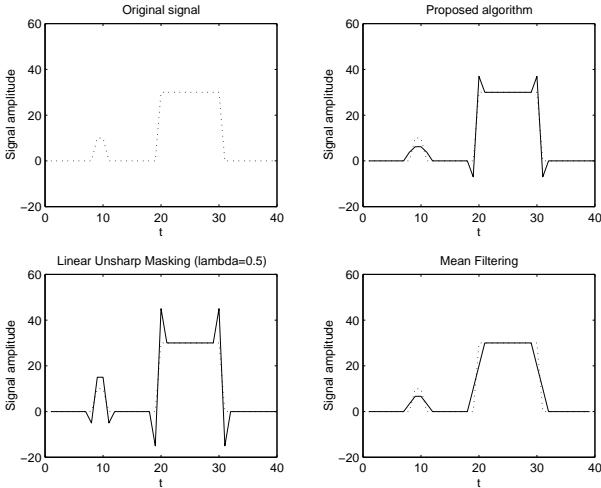 Original signal
60
40
20
0
−20
Signal amplitude
0 10 20 30 40
t
Proposed algorithm
60
40
20
0
−20
Signal amplitude
0 10 20 30 40
t
Linear Unsharp Masking (lambda=0.5)
60
40
20
0
−20
Signal amplitude
0 10 20 30 40
t
Mean Filtering
60
40
20
0
−20
Signal amplitude
0 10 20 30 40
t